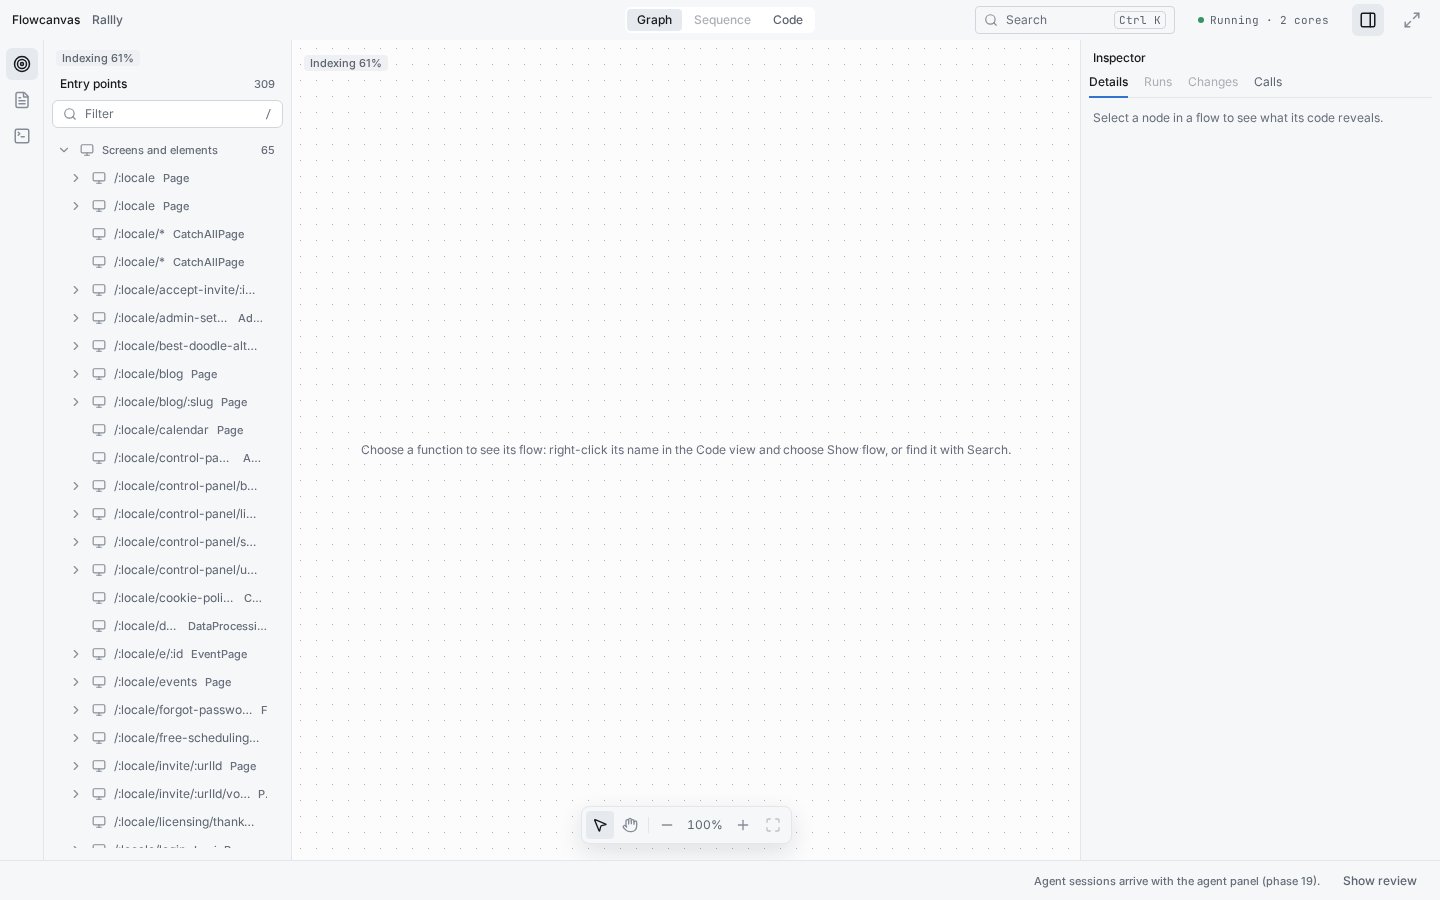 Flowcanvas Rallly
Graph Sequence Code
Search Ctrl K
Running · 2 cores
Indexing 61%
Entry points 309
Filter /
Screens and elements 65
/:locale Page
/:locale Page
/:locale/* CatchAllPage
/:locale/* CatchAllPage
/:locale/accept-invite/:i…
/:locale/admin-set… Ad…
/:locale/best-doodle-alt…
/:locale/blog Page
/:locale/blog/:slug Page
/:locale/calendar Page
/:locale/control-pa… A…
/:locale/control-panel/b…
/:locale/control-panel/li…
/:locale/control-panel/s…
/:locale/control-panel/u…
/:locale/cookie-poli… C…
/:locale/d… DataProcessi…
/:locale/e/:id EventPage
/:locale/events Page
/:locale/forgot-passwo… F
/:locale/free-scheduling…
/:locale/invite/:urlId Page
/:locale/invite/:urlId/vo… P.
/:locale/licensing/thank…
Indexing 61%
Choose a function to see its flow: right-click its name in the Code view and choose Show flow, or find it with Search.
100%
Inspector
Details Runs Changes Calls
Select a node in a flow to see what its code reveals.
Agent sessions arrive with the agent panel (phase 19). Show review